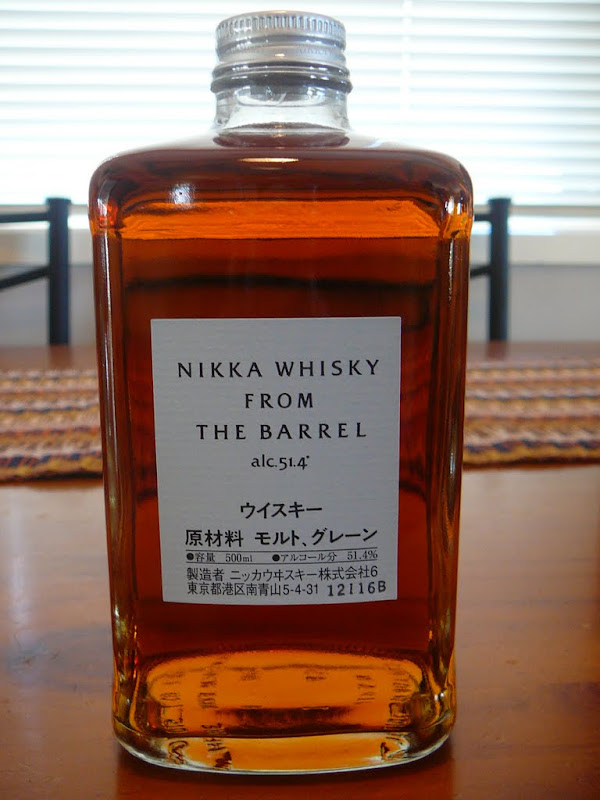 NIKKA WHISKY
FROM
THE BARREL
alc.51.4°
ウイスキー
原材料 モルト、グレーン
●容量 500ml ●アルコール分 51.4%
製造者 ニッカウヰスキー株式会社6
東京都港区南青山5-4-31 12I16B